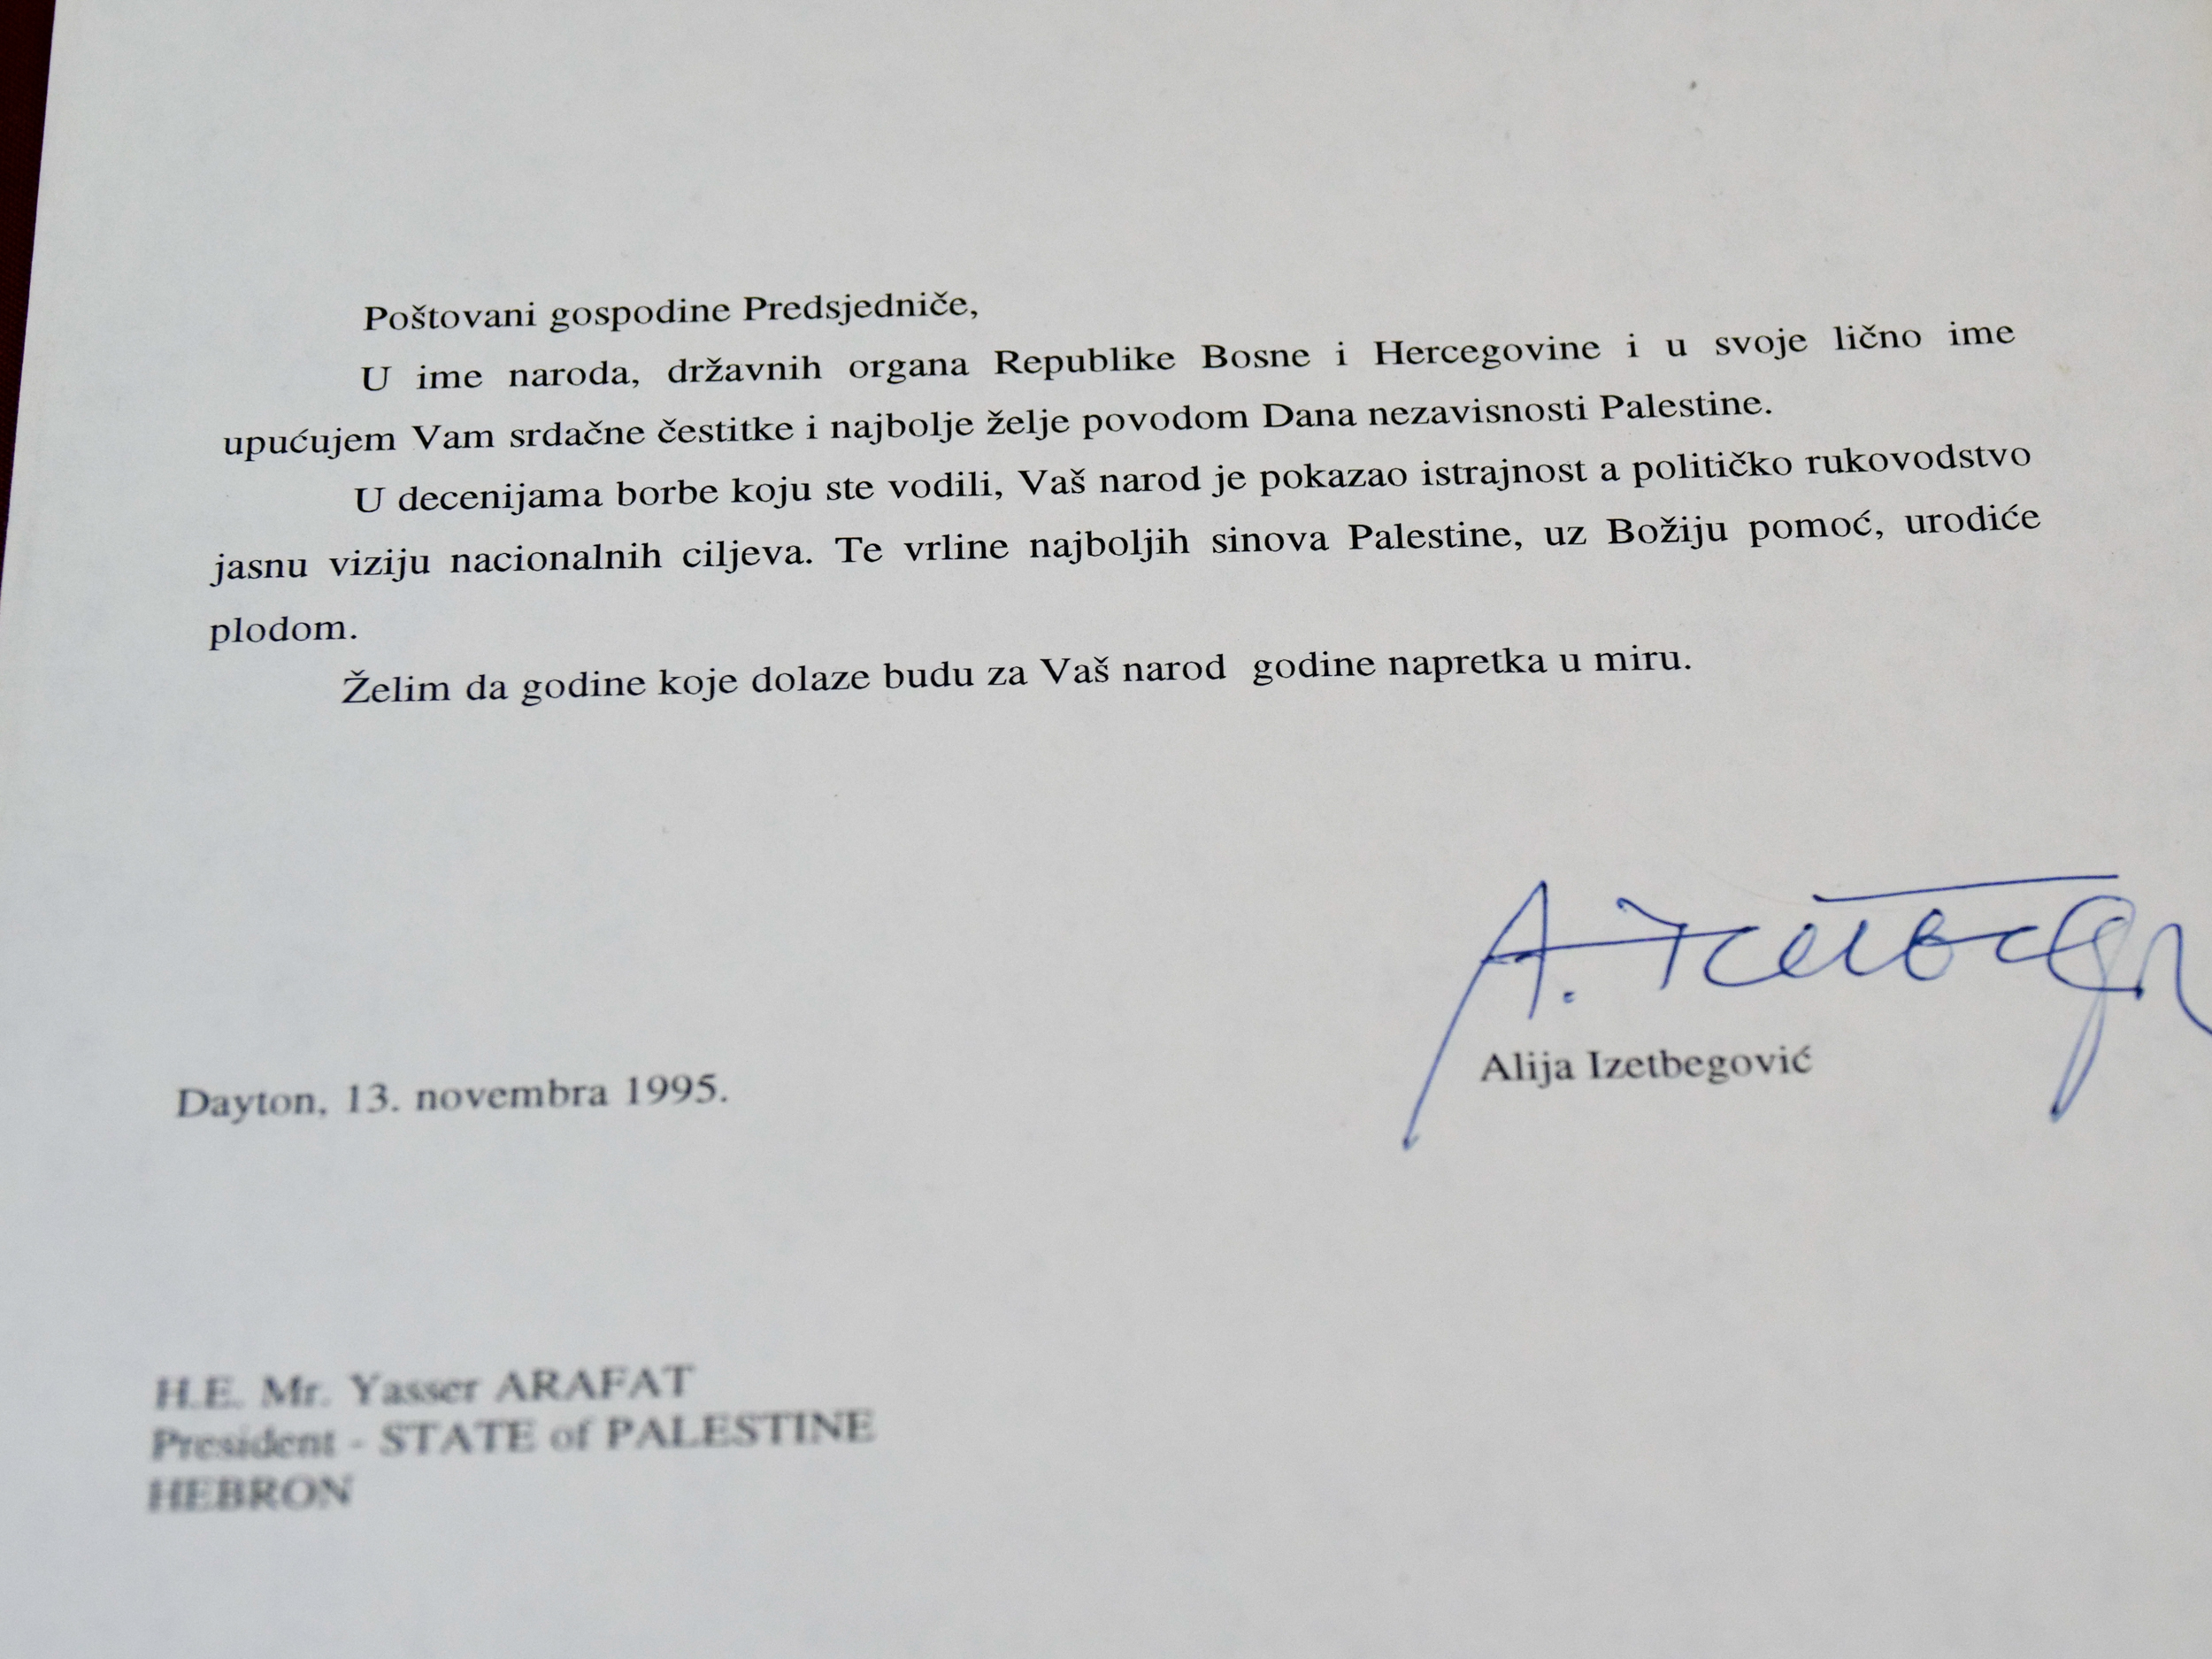 Poštovani gospodine Predsjedniče,
U ime naroda, državnih organa Republike Bosne i Hercegovine i u svoje lično ime
upućujem Vam srdačne čestitke i najbolje želje povodom Dana nezavisnosti Palestine.
U decenijama borbe koju ste vodili, Vaš narod je pokazao istrajnost a političko rukovodstvo
jasnu viziju nacionalnih ciljeva. Te vrline najboljih sinova Palestine, uz Božiju pomoć, urodiće
plodom.
Želim da godine koje dolaze budu za Vaš narod godine napretka u miru.
A.
Alija Izetbegović
Dayton, 13. novembra 1995.
H.E. Mr. Yasser ARAFAT
President - STATE of PALESTINE
HEBRON